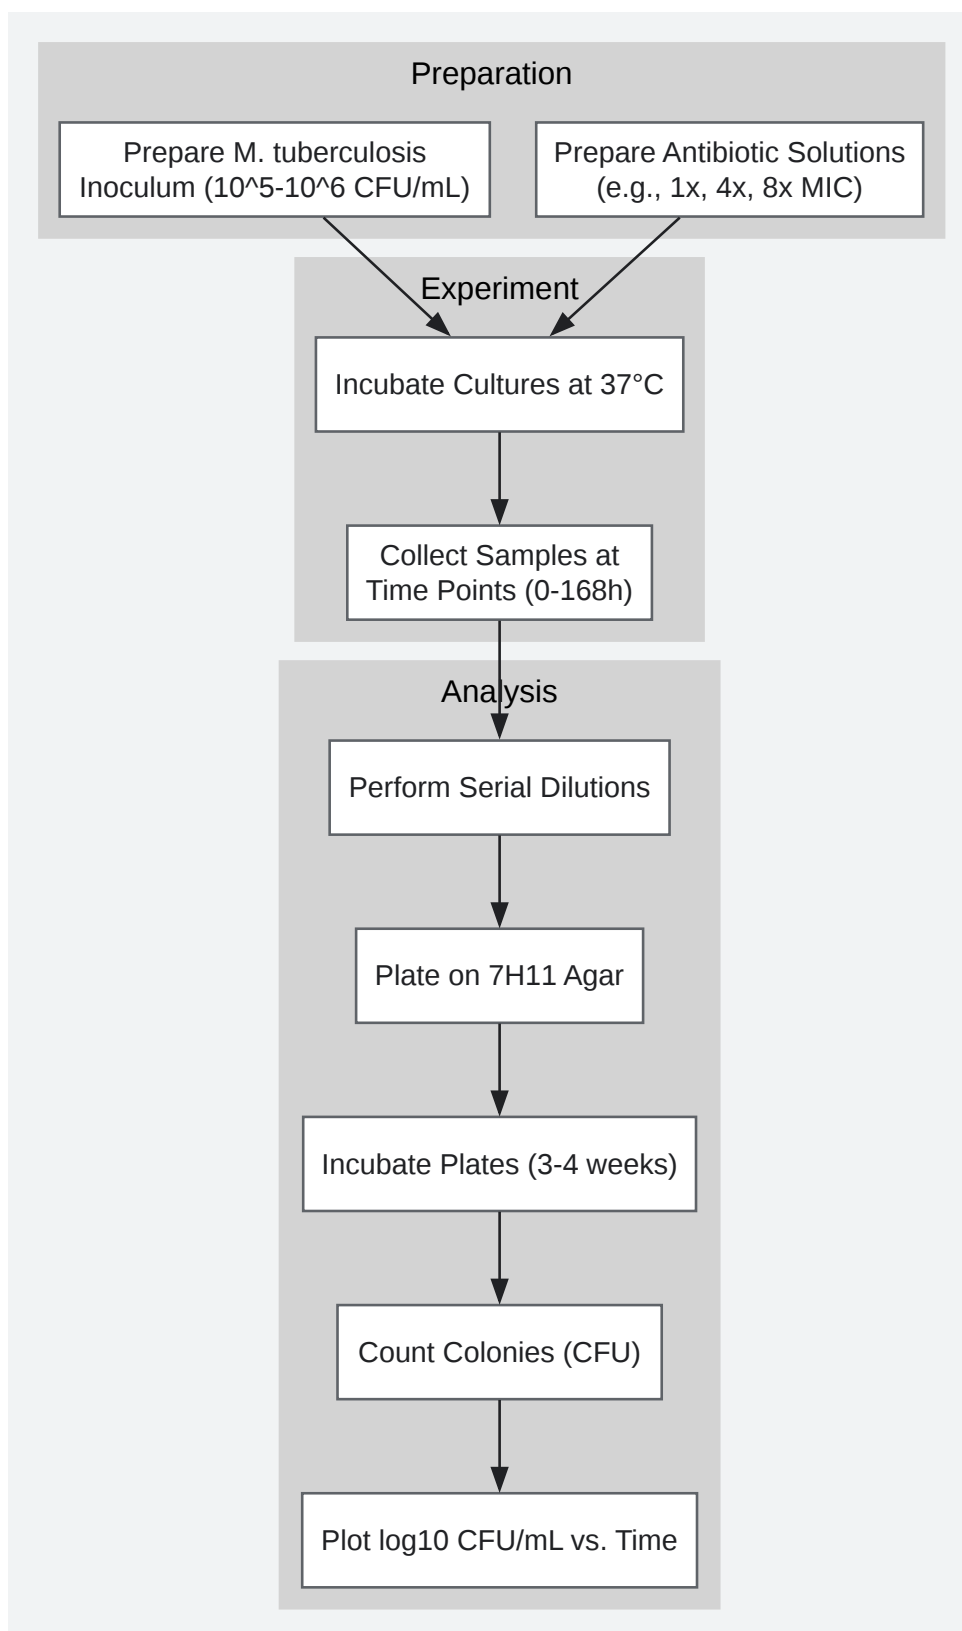 Preparation
Prepare M. tuberculosis
Inoculum (10^5-10^6 CFU/mL)
Prepare Antibiotic Solutions
(e.g., 1x, 4x, 8x MIC)
Experiment
Incubate Cultures at 37°C
Collect Samples at
Time Points (0-168h)
Analysis
Perform Serial Dilutions
Plate on 7H11 Agar
Incubate Plates (3-4 weeks)
Count Colonies (CFU)
Plot log10 CFU/mL vs. Time